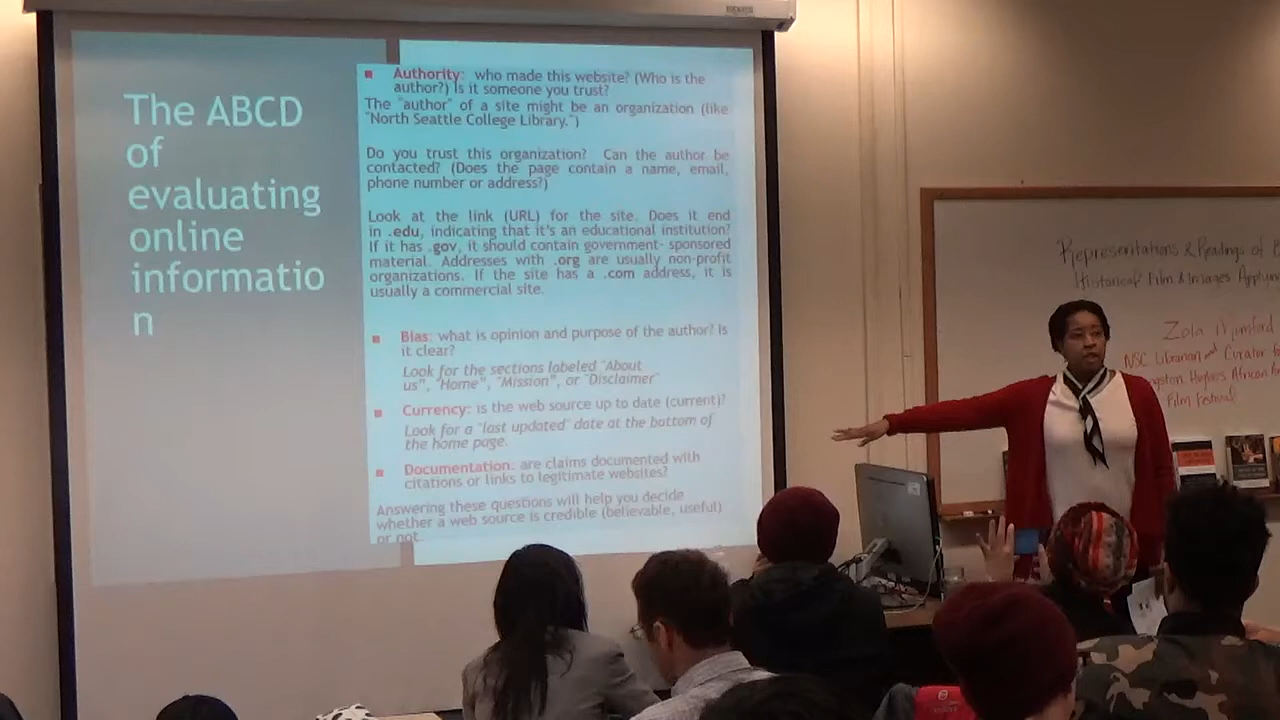 The ABCD
of
evaluating
online
informatio
n
Authority: who made this website? (Who is the
author?) Is it someone you trust?
The "author" of a site might be an organization (like
"North Seattle College Library.")
Do you trust this organization? Can the author be
contacted? (Does the page contain a name, email,
phone number or address?)
Look at the link (URL) for the site. Does it end
in .edu, indicating that it's an educational institution?
If it has .gov, it should contain government- sponsored
material. Addresses with .org are usually non-profit
organizations. If the site has a .com address, it is
usually a commercial site.
Bias: what is opinion and purpose of the author? Is
it clear?
Look for the sections labeled "About
us", "Home", "Mission", or "Disclaimer"
Currency: is the web source up to date (current)?
Look for a "last updated" date at the bottom of
the home page.
Documentation: are claims documented with
citations or links to legitimate websites?
Answering these questions will help you decide
whether a web source is credible (believable, useful)
or not.
Representations & Readings of
Historical Film & Images
Zola Mumford
NSC Librarian and Curator
Hughes African
Film Festival